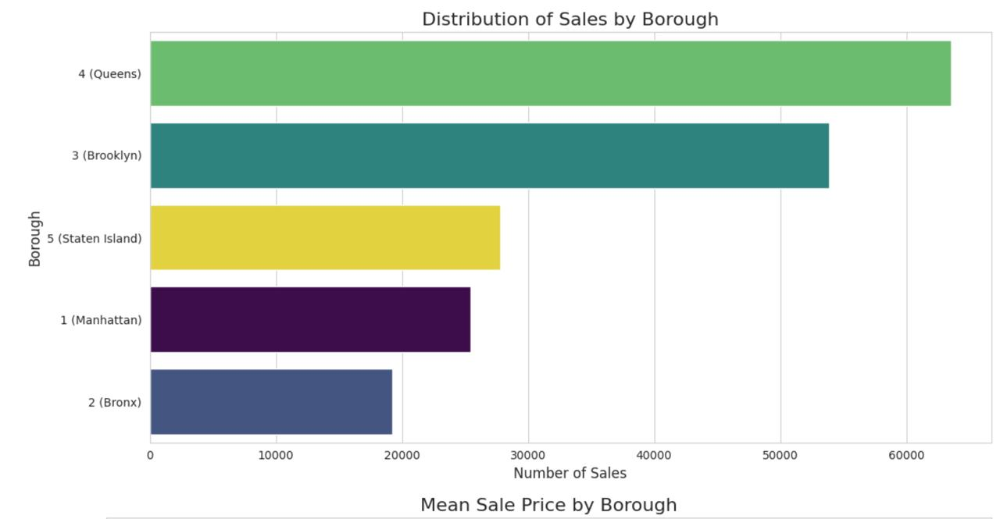 Distribution of Sales by Borough
4 (Queens)
3 (Brooklyn)
5 (Staten Island)
1 (Manhattan)
2 (Bronx)
Borough
0 10000 20000 30000 40000 50000 60000
Number of Sales
Mean Sale Price by Borough